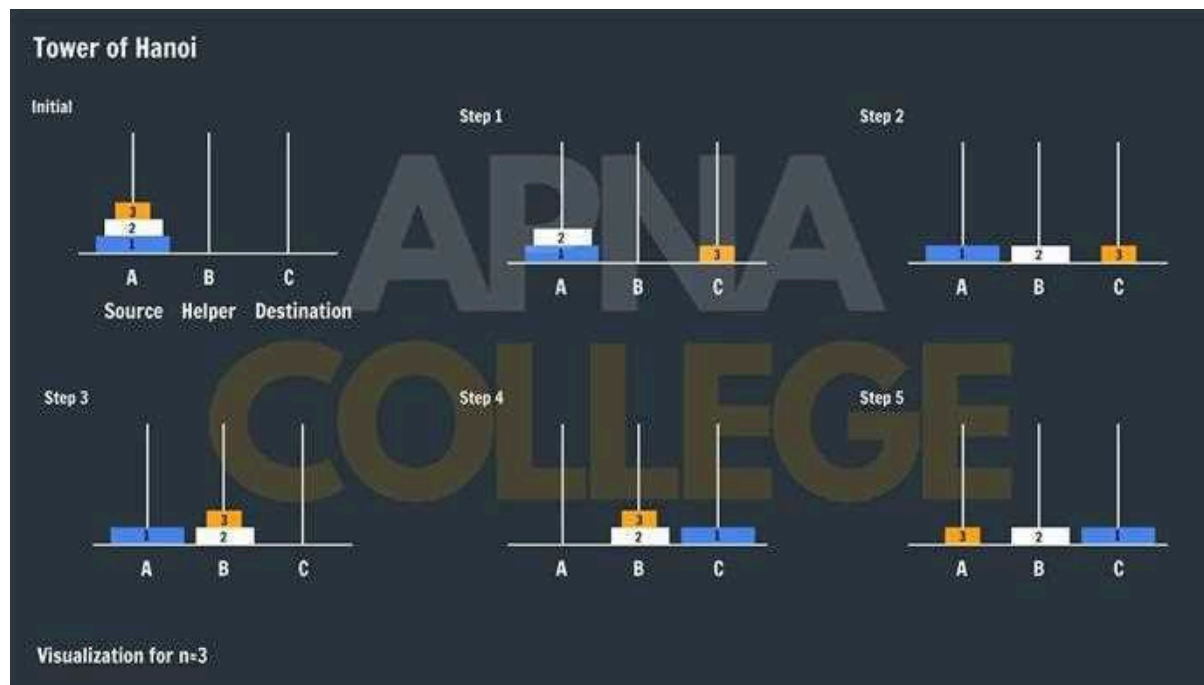 Tower of Hanoi
Initial
3
2
1
A B C
Source Helper Destination
Step 1
2
1
3
A B C
Step 2
1 2 3
A B C
Step 3
3
1 2
A B C
Step 4
3
2 1
A B C
Step 5
3 2 1
A B C
APNA
COLLEGE
Visualization for n=3